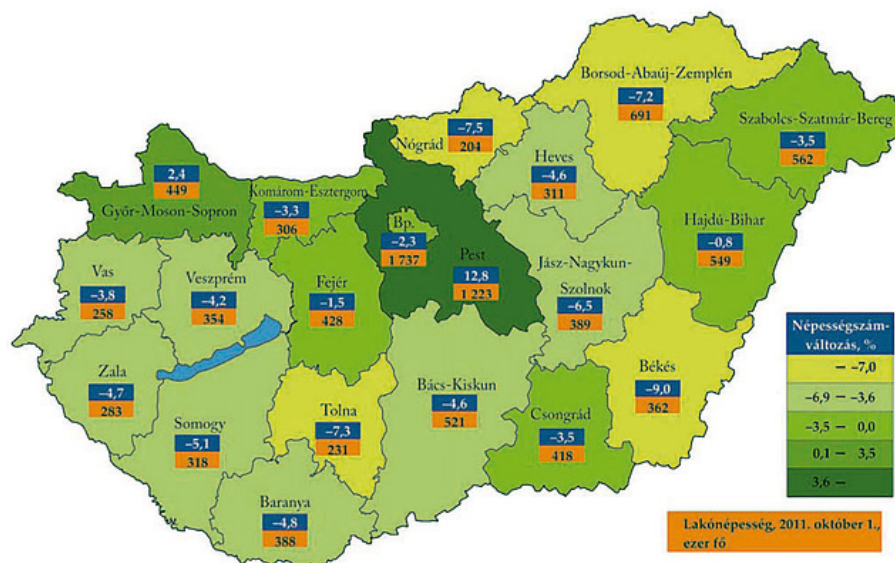 Borsod-Abaúj-Zemplén
–7,2
691
Szabolcs-Szatmár-Bereg
–3,5
562
Nógrád
–7,5
204
Heves
–4,6
311
2,4
449
Győr-Moson-Sopron
Komárom-Esztergom
–3,3
306
Bp.
–2,3
1 737
Pest
12,8
1 223
Hajdú-Bihar
–0,8
549
Jász-Nagykun-
Szolnok
–6,5
389
Vas
–3,8
258
Veszprém
–4,2
354
Fejér
–1,5
428
Zala
–4,7
283
Somogy
–5,1
318
Tolna
–7,3
231
Bács-Kiskun
–4,6
521
Csongrád
–3,5
418
Békés
–9,0
362
Baranya
–4,8
388
Népességszám-
változás, %
– –7,0
–6,9 – –3,6
–3,5 – 0,0
0,1 – 3,5
3,6 –
Lakónépesség, 2011. október 1.,
ezer fő